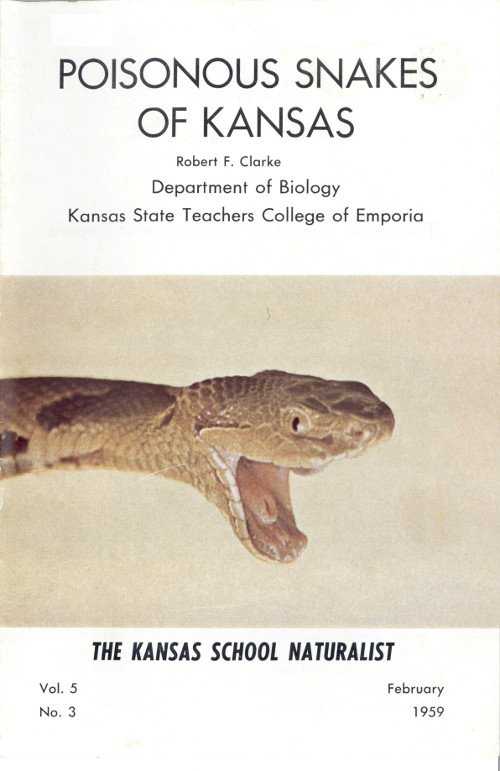 POISONOUS SNAKES
OF KANSAS
Robert F. Clarke
Department of Biology
Kansas State Teachers College of Emporia
THE KANSAS SCHOOL NATURALIST
Vol. 5
No. 3
February
1959